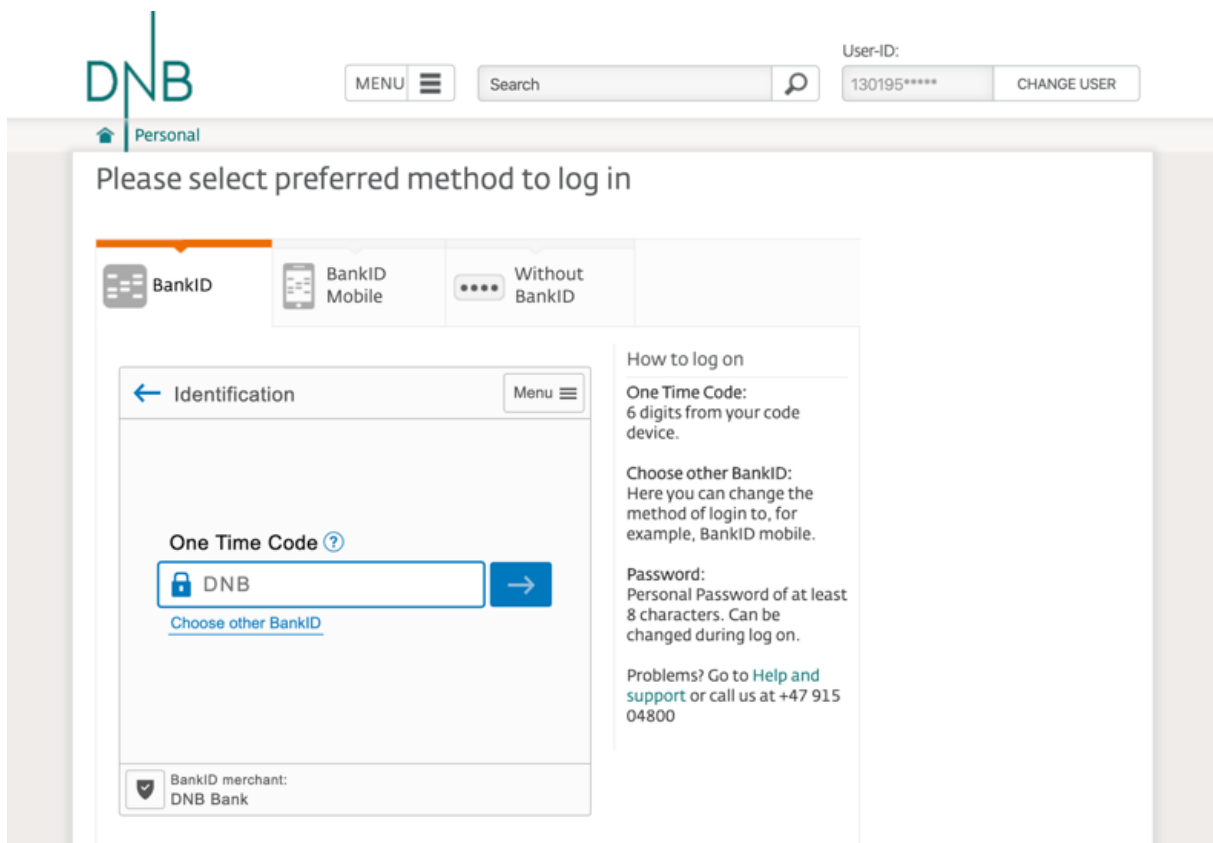 DNB
MENU
Search
User-ID:
130195*****
CHANGE USER
Personal
Please select preferred method to log in
BankID
BankID
Mobile
Without
BankID
Identification
Menu
One Time Code ?
DNB
Choose other BankID
BankID merchant:
DNB Bank
How to log on
One Time Code:
6 digits from your code
device.
Choose other BankID:
Here you can change the
method of login to, for
example, BankID mobile.
Password:
Personal Password of at least
8 characters. Can be
changed during log on.
Problems? Go to Help and
support or call us at +47 915
04800